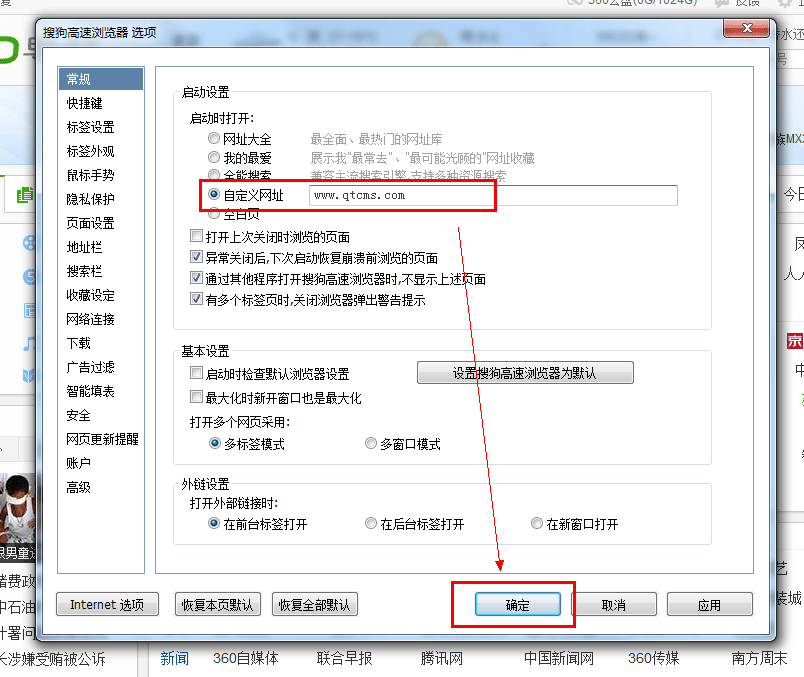 搜狗高速浏览器 选项
常规
快捷键
标签设置
标签外观
鼠标手势
隐私保护
页面设置
地址栏
搜索栏
收藏设定
网络连接
下载
广告过滤
智能填表
安全
网页更新提醒
账户
高级
启动设置
启动时打开:
网址大全 最全面、最热门的网址库
我的最爱 展示我"最常去"、"最可能光顾的"网址收藏
全能搜索 兼容主流搜索引擎,支持多种资源搜索
自定义网址 www.qtcms.com
空白页
打开上次关闭时浏览的页面
异常关闭后,下次启动恢复崩溃前浏览的页面
通过其他程序打开搜狗高速浏览器时,不显示上述页面
有多个标签页时,关闭浏览器弹出警告提示
基本设置
启动时检查默认浏览器设置 设置搜狗高速浏览器为默认
最大化时新开窗口也是最大化
打开多个网页采用:
多标签模式 多窗口模式
外链设置
打开外部链接时:
在前台标签打开 在后台标签打开 在新窗口打开
Internet 选项 恢复本页默认 恢复全部默认 确定 取消 应用
新闻 360自媒体 联合早报 腾讯网 中国新闻网 360传媒 南方周末
长涉嫌受贿被公诉